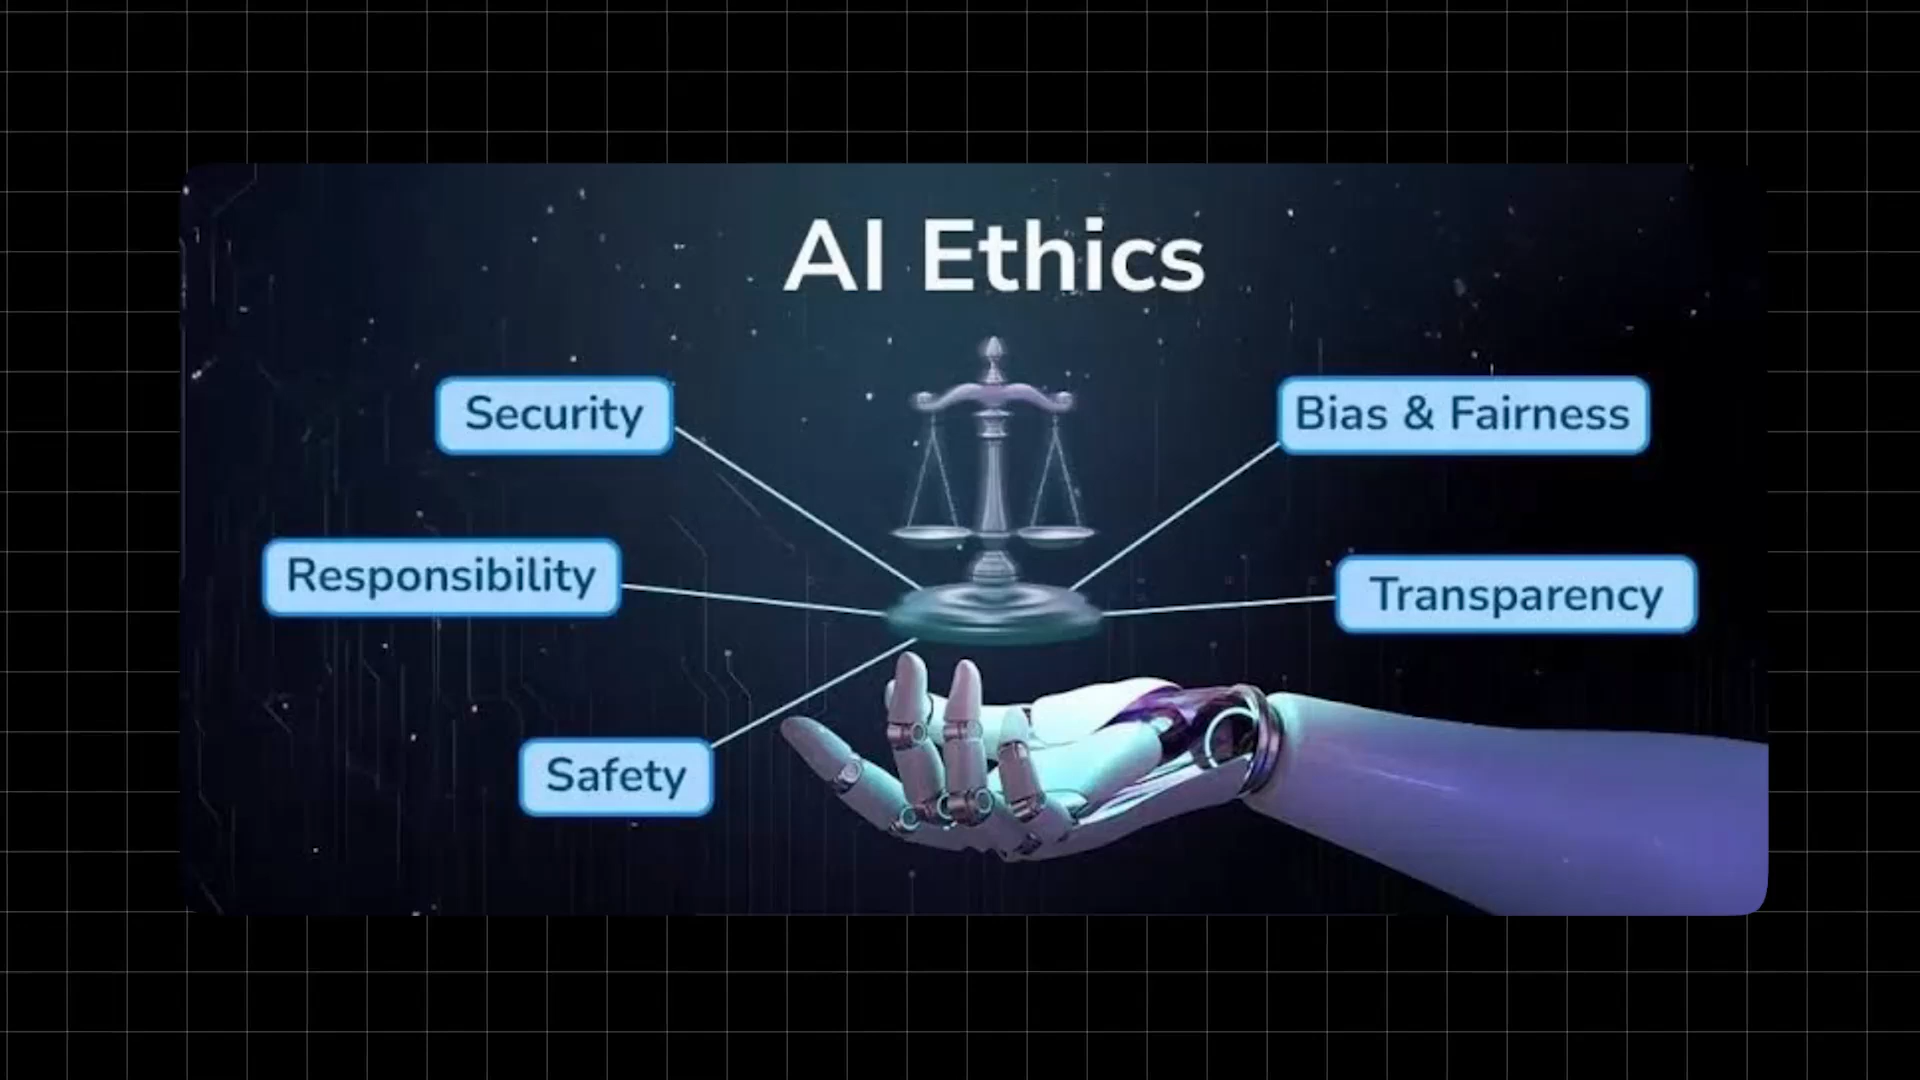 AI Ethics
Security
Bias & Fairness
Responsibility
Transparency
Safety